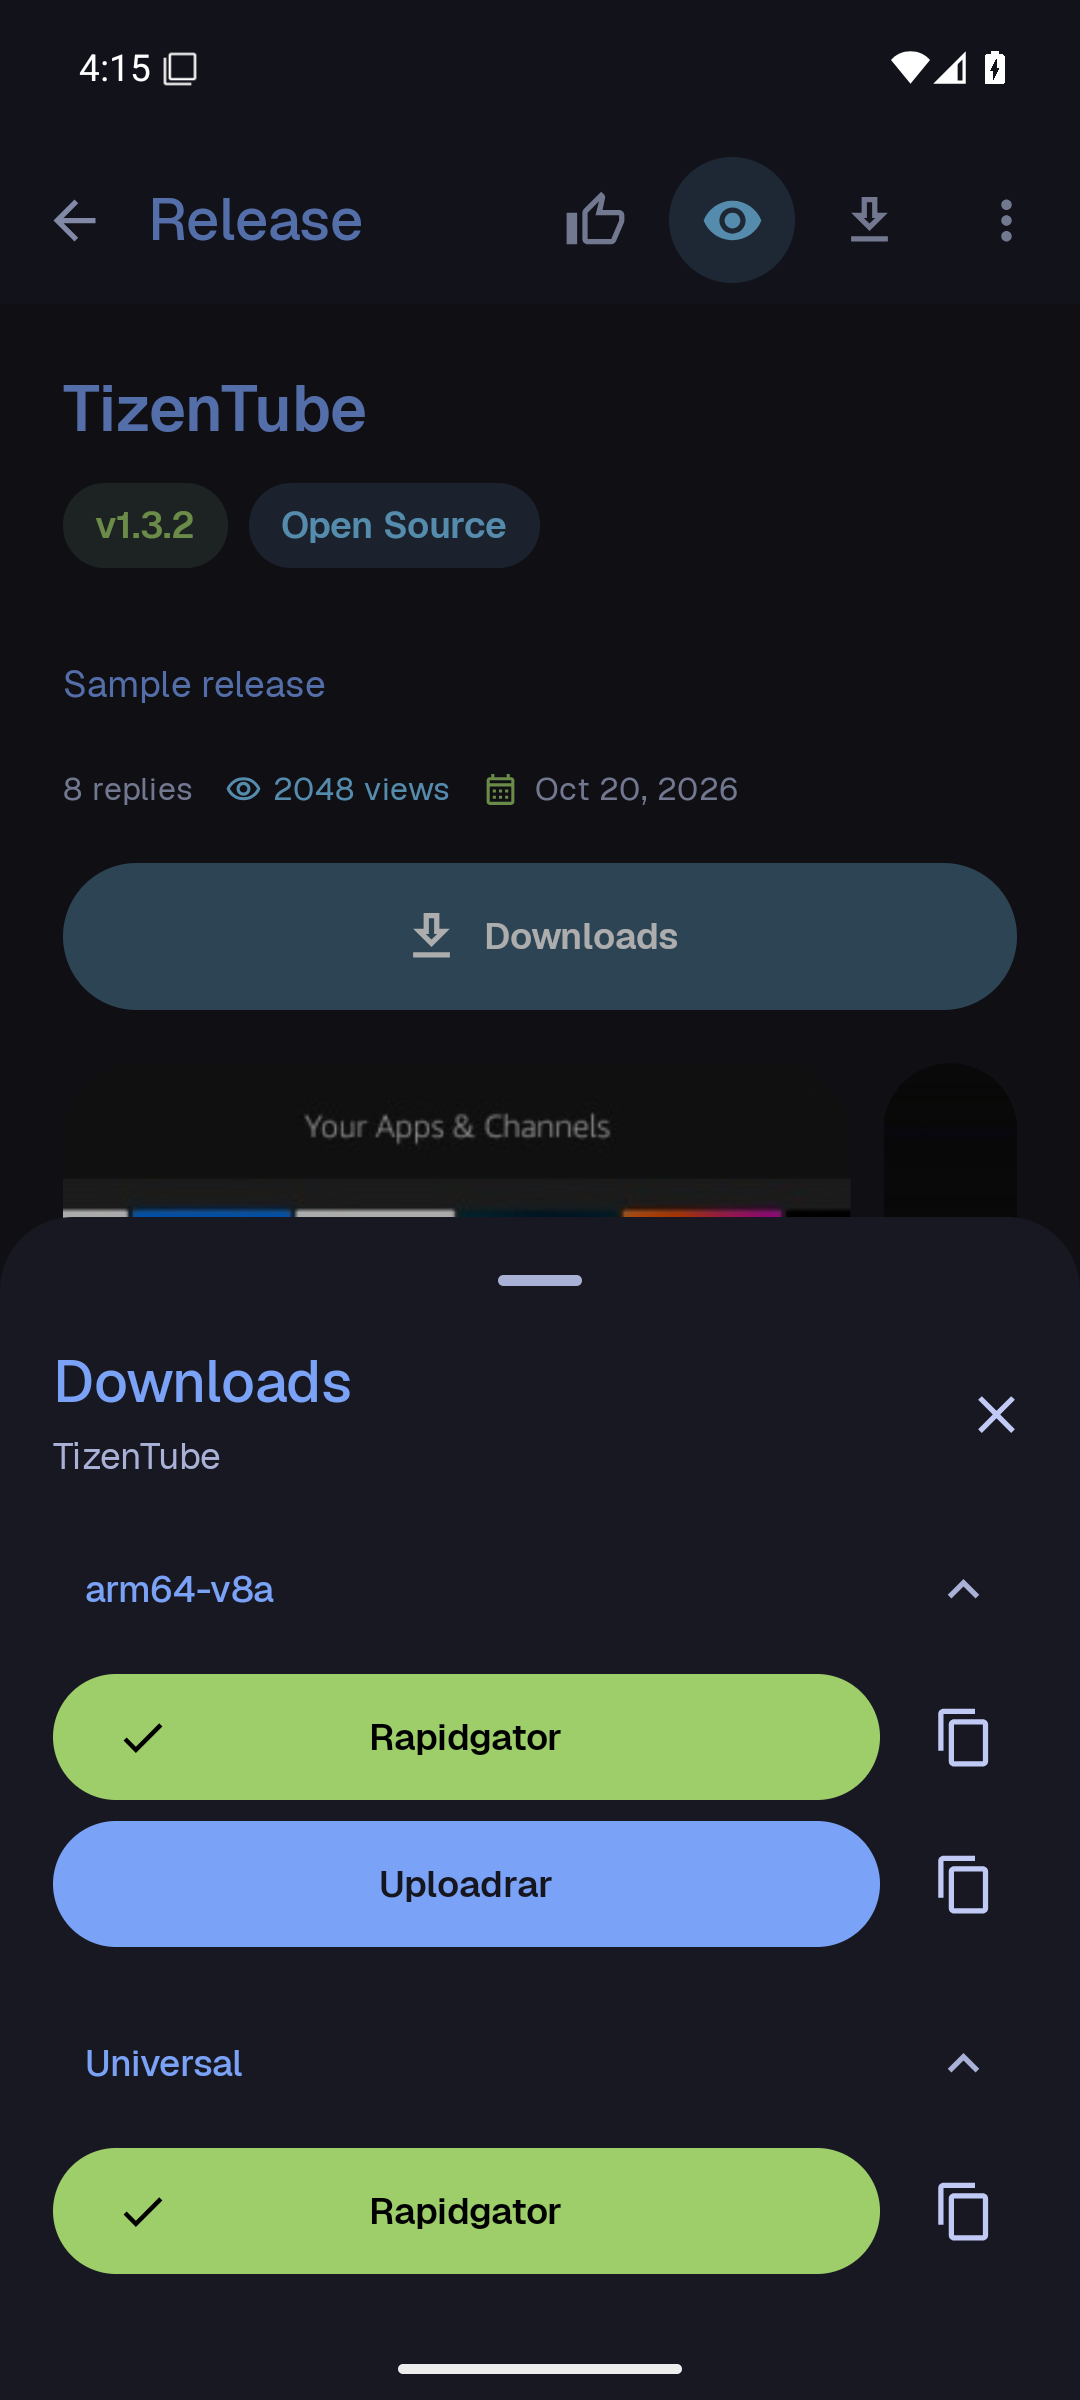 4:15
Release
TizenTube
v1.3.2
Open Source
Sample release
8 replies
2048 views
Oct 20, 2026
Downloads
Your Apps & Channels
Downloads
TizenTube
arm64-v8a
Rapidgator
Uploadrar
Universal
Rapidgator